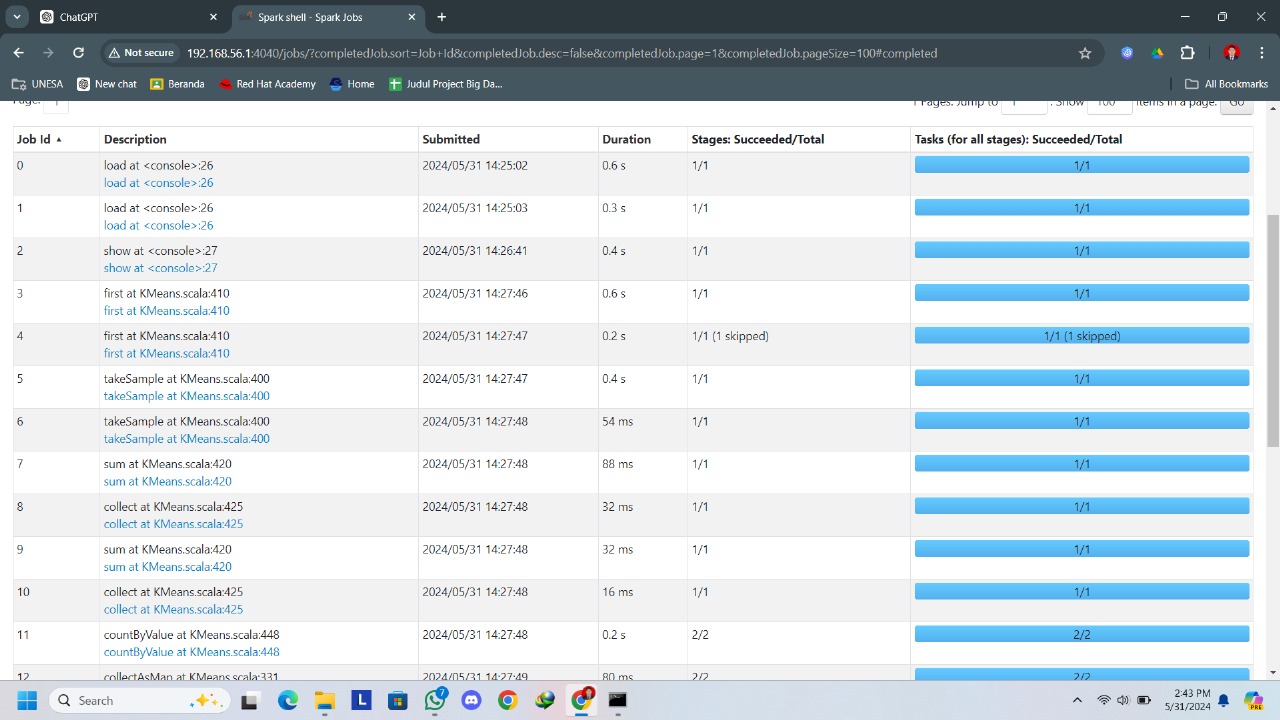 ChatGPT
Spark shell - Spark Jobs
Not secure
192.168.56.1:4040/jobs/?completedJob.sort=Job+Id&completedJob.desc=false&completedJob.page=1&completedJob.pageSize=100#completed
UNESA
New chat
Beranda
Red Hat Academy
Home
Judul Project Big Da...
All Bookmarks
Page: 1
1 Pages. Jump to 1 . Show 100 items in a page. Go
Job Id ▲ Description Submitted Duration Stages: Succeeded/Total Tasks (for all stages): Succeeded/Total
0 load at <console>:26 2024/05/31 14:25:02 0.6 s 1/1 1/1
load at <console>:26
1 load at <console>:26 2024/05/31 14:25:03 0.3 s 1/1 1/1
load at <console>:26
2 show at <console>:27 2024/05/31 14:26:41 0.4 s 1/1 1/1
show at <console>:27
3 first at KMeans.scala:410 2024/05/31 14:27:46 0.6 s 1/1 1/1
first at KMeans.scala:410
4 first at KMeans.scala:410 2024/05/31 14:27:47 0.2 s 1/1 (1 skipped) 1/1 (1 skipped)
first at KMeans.scala:410
5 takeSample at KMeans.scala:400 2024/05/31 14:27:47 0.4 s 1/1 1/1
takeSample at KMeans.scala:400
6 takeSample at KMeans.scala:400 2024/05/31 14:27:48 54 ms 1/1 1/1
takeSample at KMeans.scala:400
7 sum at KMeans.scala:420 2024/05/31 14:27:48 88 ms 1/1 1/1
sum at KMeans.scala:420
8 collect at KMeans.scala:425 2024/05/31 14:27:48 32 ms 1/1 1/1
collect at KMeans.scala:425
9 sum at KMeans.scala:420 2024/05/31 14:27:48 32 ms 1/1 1/1
sum at KMeans.scala:420
10 collect at KMeans.scala:425 2024/05/31 14:27:48 16 ms 1/1 1/1
collect at KMeans.scala:425
11 countByValue at KMeans.scala:448 2024/05/31 14:27:48 0.2 s 2/2 2/2
countByValue at KMeans.scala:448
12 collectAsMap at KMeans.scala:331 2024/05/31 14:27:49 80 ms 2/2 2/2
Search
L
7
2:43 PM
5/31/2024
PRE